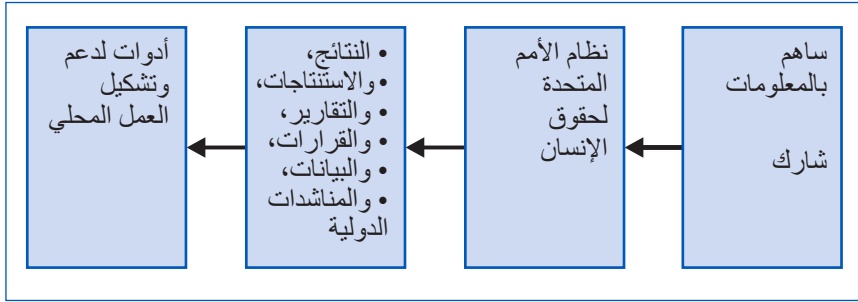 ساهم
بالمعلومات
شارك
نظام الأمم
المتحدة
لحقوق
الإنسان
• النتائج،
• والاستنتاجات،
• والتقارير،
• والقرارات،
• والبيانات،
• والمناشدات
الدولية
أدوات لدعم
وتشكيل
العمل المحلي